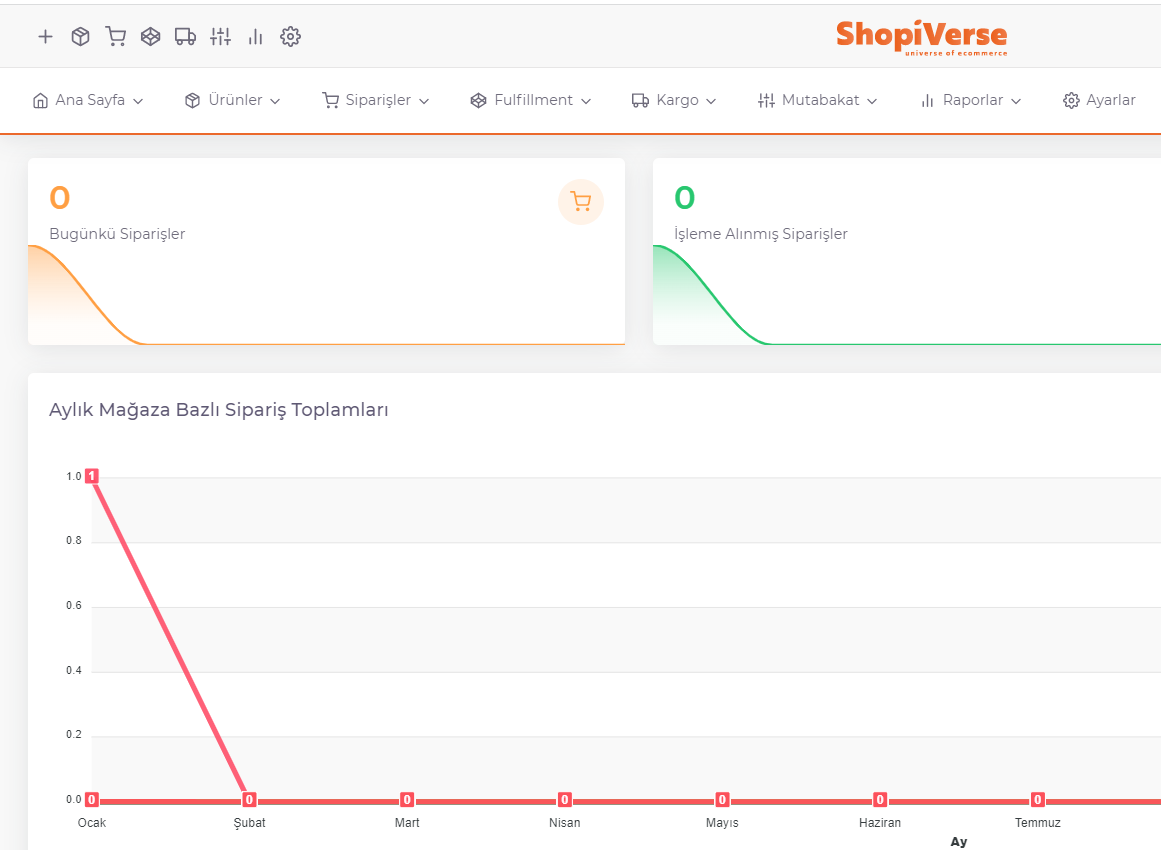 ShopiVerse
universe of ecommerce
Ana Sayfa Ürünler Siparişler Fulfillment Kargo Mutabakat Raporlar Ayarlar
0 0
Bugünkü Siparişler İşleme Alınmış Siparişler
Aylık Mağaza Bazlı Sipariş Toplamları
1.0 1
0.8
0.6
0.4
0.2
0.0 0 0 0 0 0 0 0
Ocak Şubat Mart Nisan Mayıs Haziran Temmuz
Ay